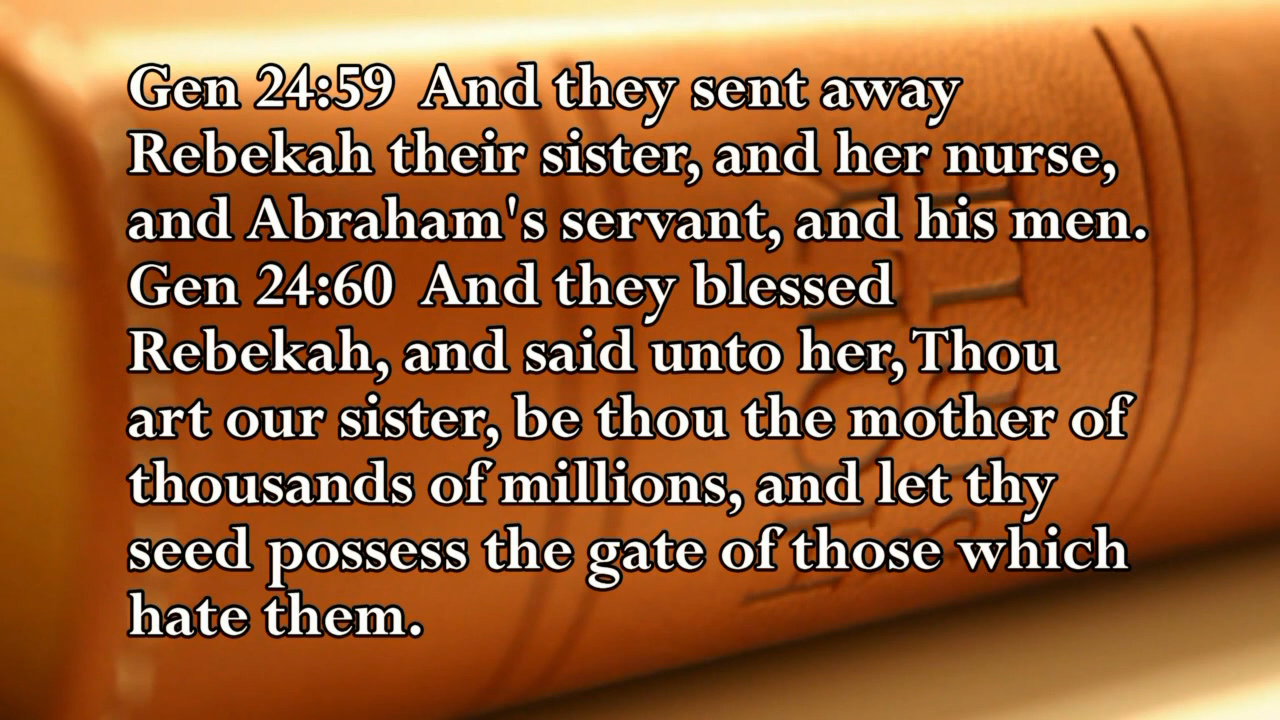 Gen 24:59  And they sent away
Rebekah their sister, and her nurse,
and Abraham's servant, and his men.
Gen 24:60  And they blessed
Rebekah, and said unto her, Thou
art our sister, be thou the mother of
thousands of millions, and let thy
seed possess the gate of those which
hate them.
HOLY
BIBLE